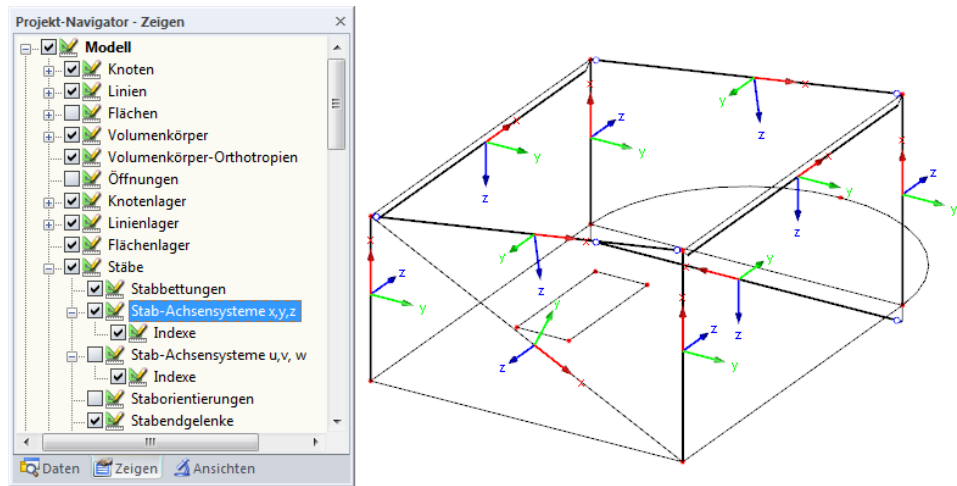 Projekt-Navigator - Zeigen
Modell
Knoten
Linien
Flächen
Volumenkörper
Volumenkörper-Orthotropien
Öffnungen
Knotenlager
Linienlager
Flächenlager
Stäbe
Stabbettungen
Stab-Achsensysteme x,y,z
Indexe
Stab-Achsensysteme u,v, w
Indexe
Staborientierungen
Stabendgelenke
Daten
Zeigen
Ansichten
x
y
z
x
y
z
x
y
z
x
y
z
x
y
z
x
y
z
x
y
z
x
y
z
x
y
z
x
y
z